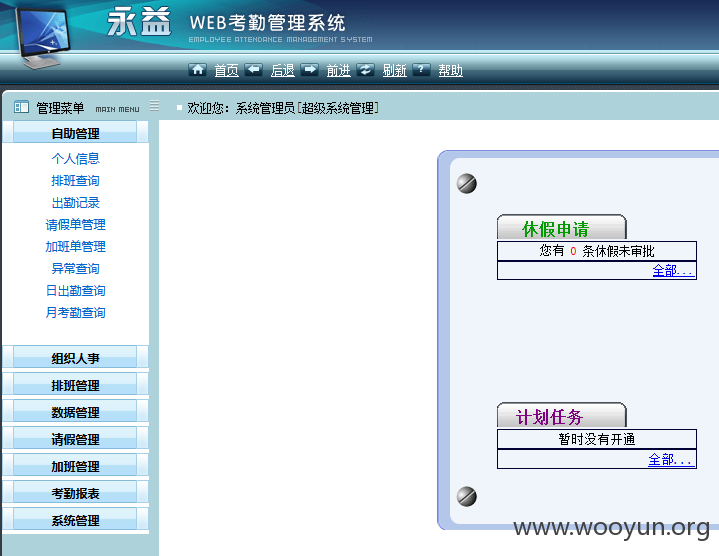 永益 WEB考勤管理系统
EMPLOYEE ATTENDANCE MANAGEMENT SYSTEM
首页 后退 前进 刷新 ? 帮助
管理菜单 MAIN MENU
欢迎您: 系统管理员[超级系统管理]
自助管理
个人信息
排班查询
出勤记录
请假单管理
加班单管理
异常查询
日出勤查询
月考勤查询
组织人事
排班管理
数据管理
请假管理
加班管理
考勤报表
系统管理
休假申请
您有 0 条休假未审批
全部...
计划任务
暂时没有开通
全部...
www.wooyun.org